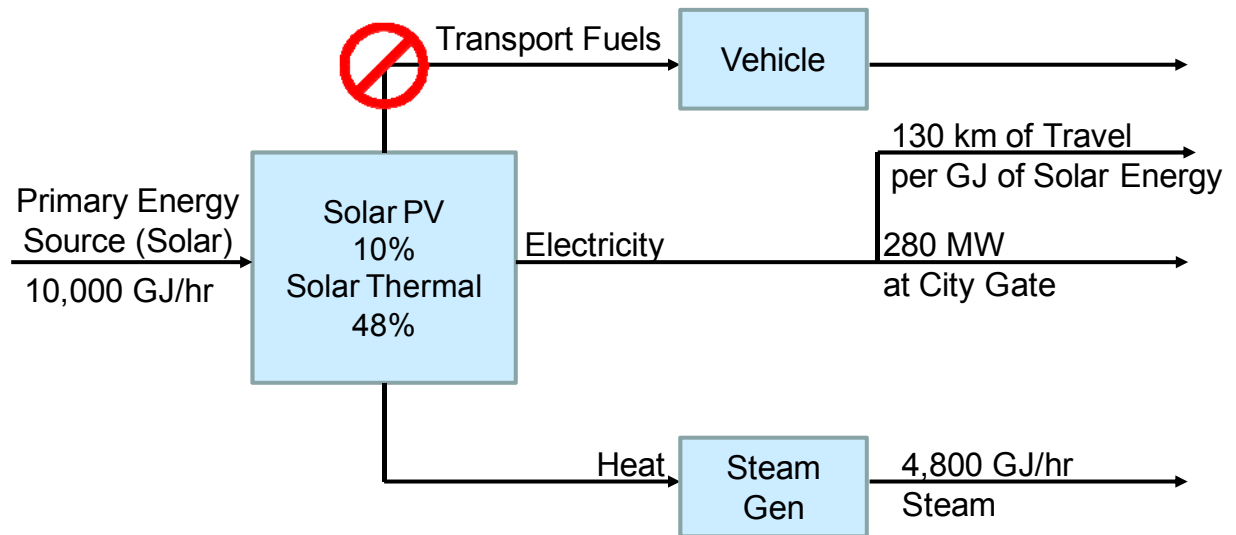 Transport Fuels
Vehicle
130 km of Travel
per GJ of Solar Energy
Primary Energy
Source (Solar)
10,000 GJ/hr
Solar PV
10%
Solar Thermal
48%
Electricity
280 MW
at City Gate
Heat
Steam
Gen
4,800 GJ/hr
Steam